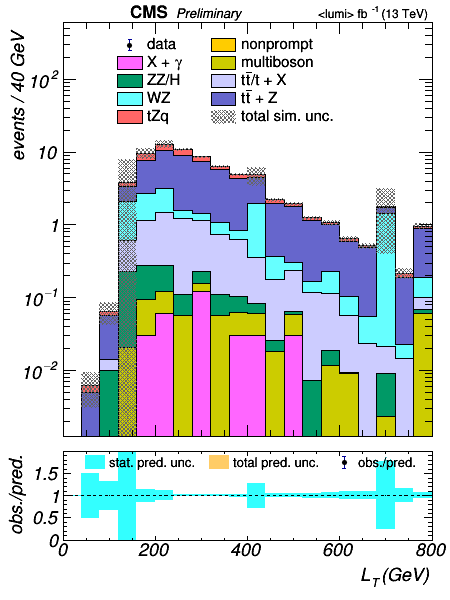 CMS Preliminary <lumi> fb⁻¹ (13 TeV)
events / 40 GeV
data
nonprompt
X + γ
multiboson
ZZ/H
tt̄/t + X
WZ
tt̄ + Z
tZq
total sim. unc.
10²
10
1
10⁻¹
10⁻²
obs./pred.
stat. pred. unc. total pred. unc. obs./pred.
1.5
1
0.5
0
0 200 400 600 800
L_T (GeV)